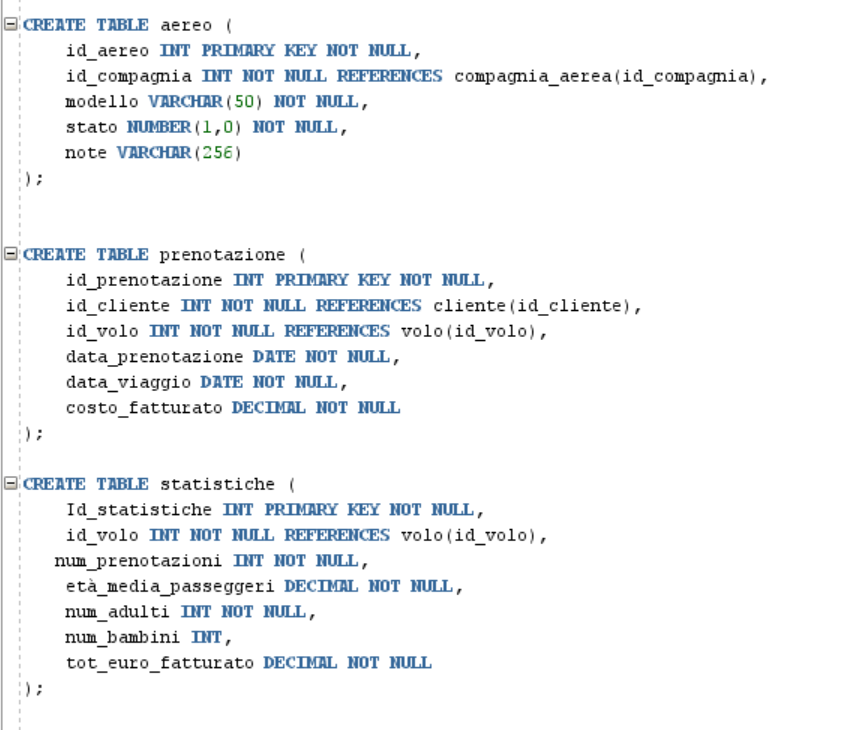 CREATE TABLE aereo (
id_aereo INT PRIMARY KEY NOT NULL,
id_compagnia INT NOT NULL REFERENCES compagnia_aerea(id_compagnia),
modello VARCHAR(50) NOT NULL,
stato NUMBER(1,0) NOT NULL,
note VARCHAR(256)
);
CREATE TABLE prenotazione (
id_prenotazione INT PRIMARY KEY NOT NULL,
id_cliente INT NOT NULL REFERENCES cliente(id_cliente),
id_volo INT NOT NULL REFERENCES volo(id_volo),
data_prenotazione DATE NOT NULL,
data_viaggio DATE NOT NULL,
costo_fatturato DECIMAL NOT NULL
);
CREATE TABLE statistiche (
Id_statistiche INT PRIMARY KEY NOT NULL,
id_volo INT NOT NULL REFERENCES volo(id_volo),
num_prenotazioni INT NOT NULL,
età_media_passeggeri DECIMAL NOT NULL,
num_adulti INT NOT NULL,
num_bambini INT,
tot_euro_fatturato DECIMAL NOT NULL
);